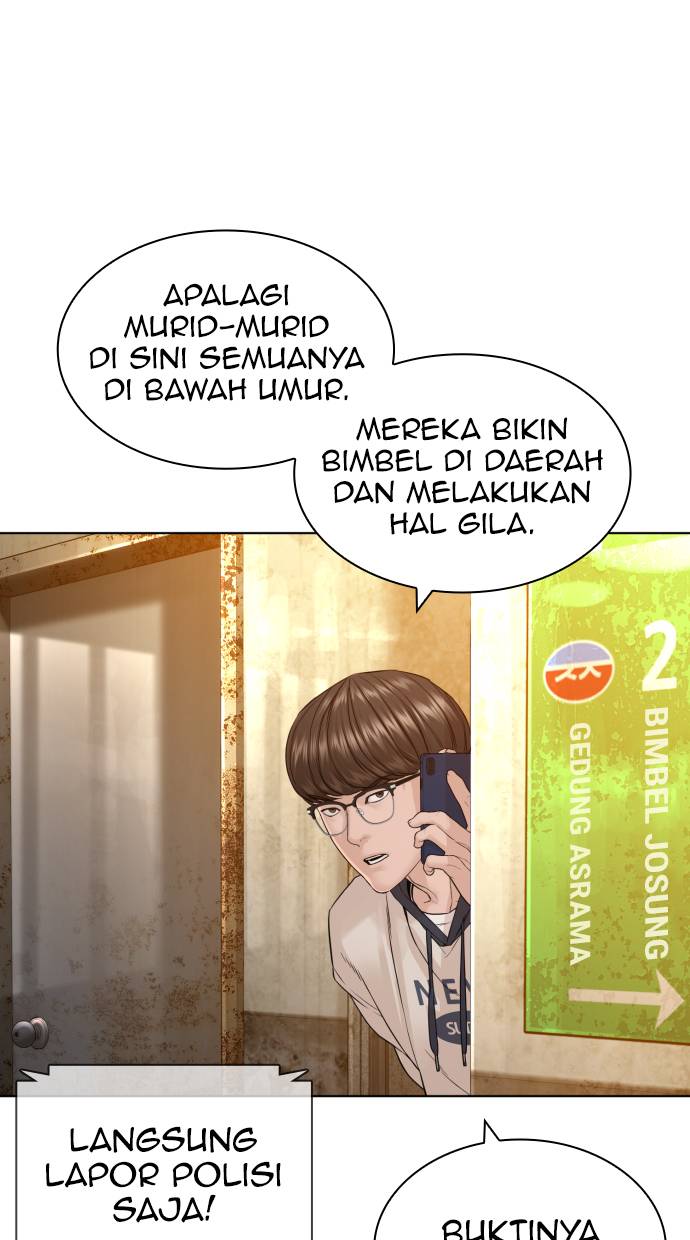 APALAGI
MURID-MURID
DI SINI SEMUANYA
DI BAWAH UMUR.
MEREKA BIKIN
BIMBEL DI DAERAH
DAN MELAKUKAN
HAL GILA.
2 BIMBEL JOSUNG
GEDUNG ASRAMA
NEW
LANGSUNG
LAPOR POLISI
SAJA!
BUKTINYA